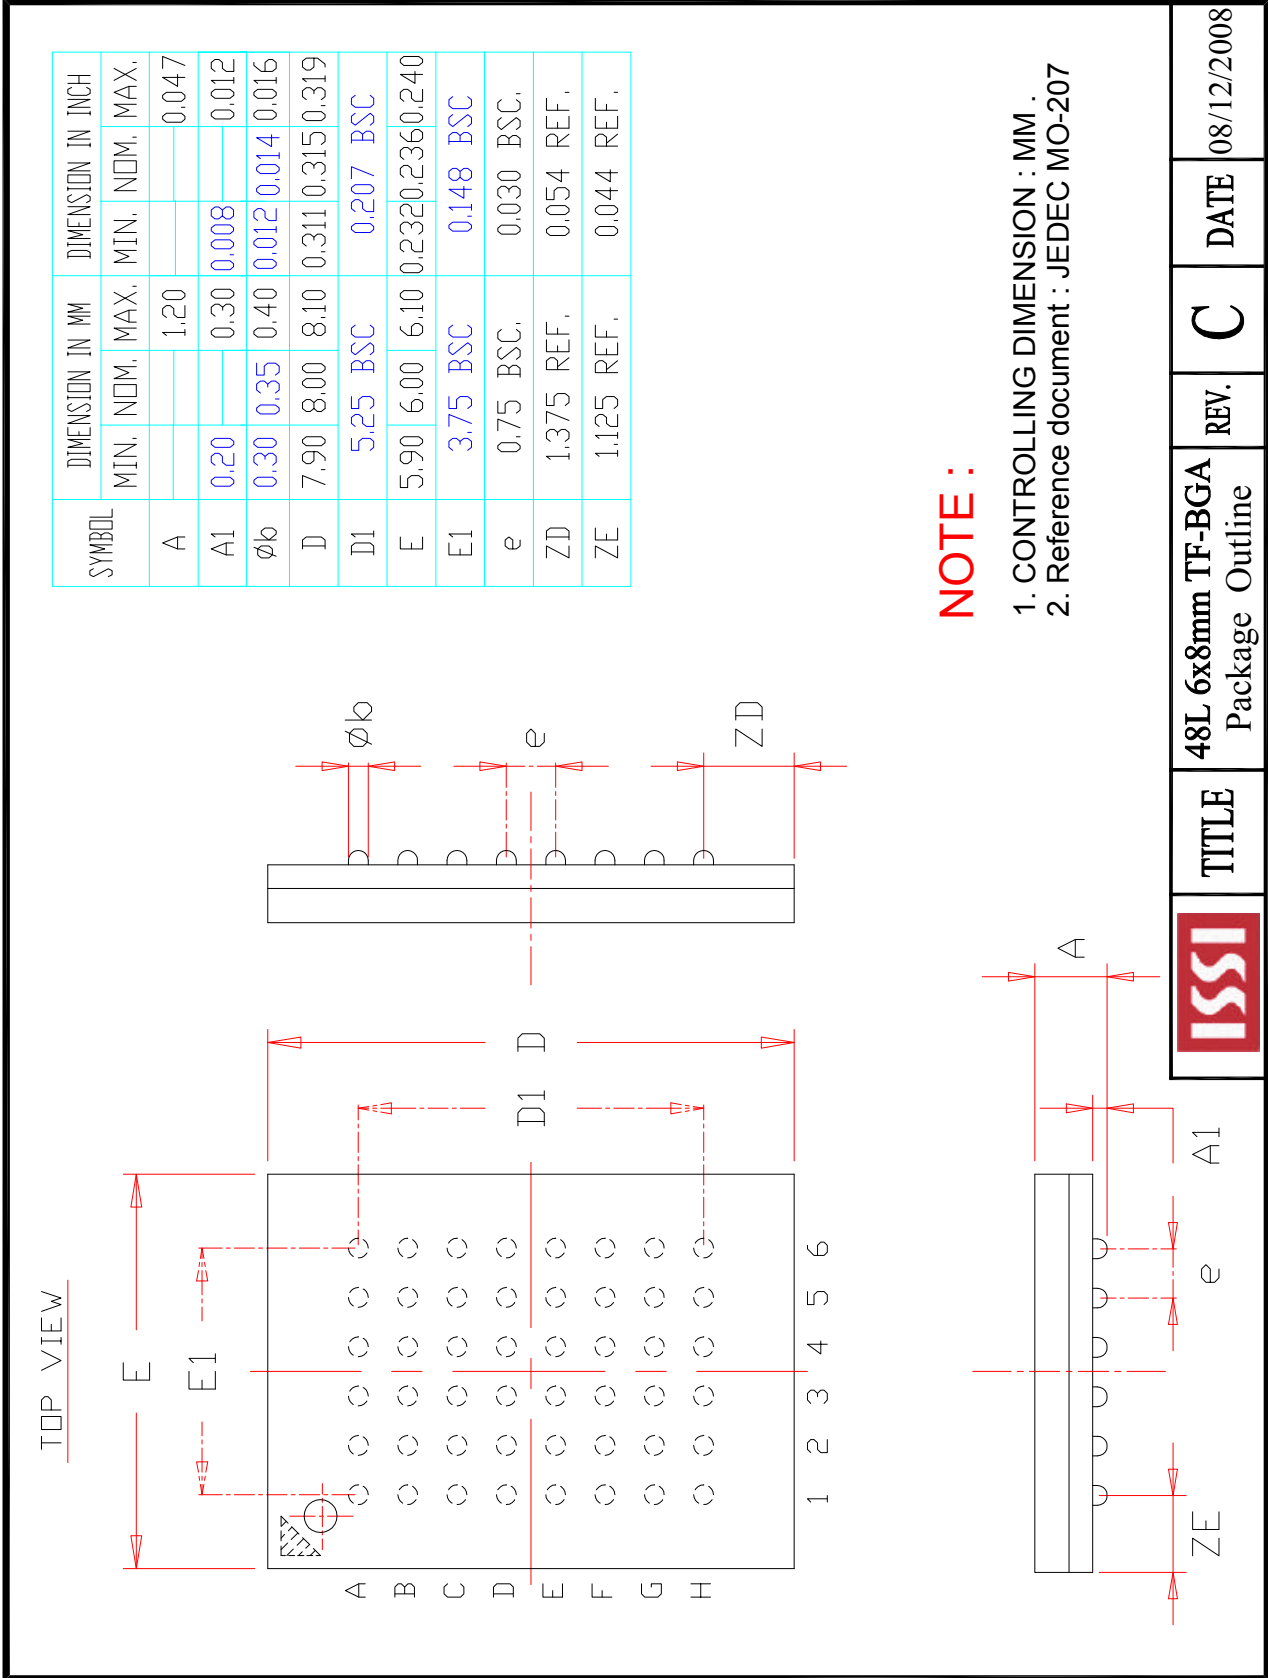 TOP VIEW
E
E1
D
D1
A
B
C
D
E
F
G
H
1 2 3 4 5 6
Øb
e
ZD
A
A1
e
ZE
SYMBOL DIMENSION IN MM DIMENSION IN INCH
MIN. NOM. MAX. MIN. NOM. MAX.
A 1.20 0.047
A1 0.20 0.30 0.008 0.012
Øb 0.30 0.35 0.40 0.012 0.014 0.016
D 7.90 8.00 8.10 0.311 0.315 0.319
D1 5.25 BSC 0.207 BSC
E 5.90 6.00 6.10 0.232 0.236 0.240
E1 3.75 BSC 0.148 BSC
e 0.75 BSC. 0.030 BSC.
ZD 1.375 REF. 0.054 REF.
ZE 1.125 REF. 0.044 REF.
NOTE :
1. CONTROLLING DIMENSION : MM .
2. Reference document : JEDEC MO-207
ISSI TITLE 48L 6x8mm TF-BGA REV. C DATE 08/12/2008
Package Outline